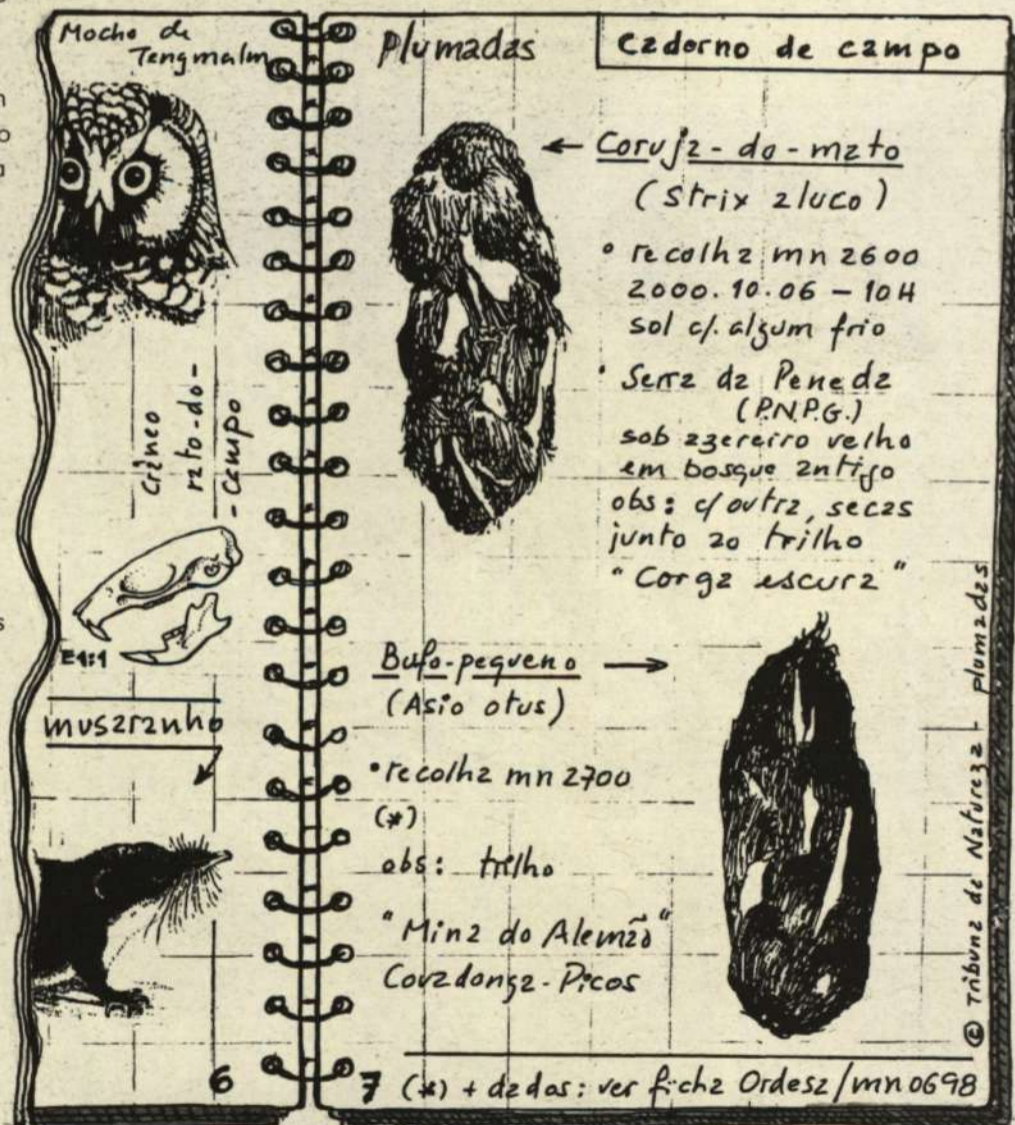 Mocho de
Tengmalm
Crâneo
rato-do-
-campo
E1:1
musaranho
6
Plumadas
caderno de campo
← Coruja-do-mato
(Strix aluco)
• recolha mn 2600
2000.10.06 - 10H
sol c/. algum frio
• Serra da Peneda
(P.N.P.G.)
sob azereiro velho
em bosque antigo
obs: c/ outra, secas
junto ao trilho
"Corga escura"
Bufo-pequeno →
(Asio otus)
• recolha mn 2700
(*)
obs: trilho
"Mina do Alemão"
Covadonga-Picos
7 (*) + dados: ver ficha Ordesa/mn0698
© Tribuna de Natureza - plumadas